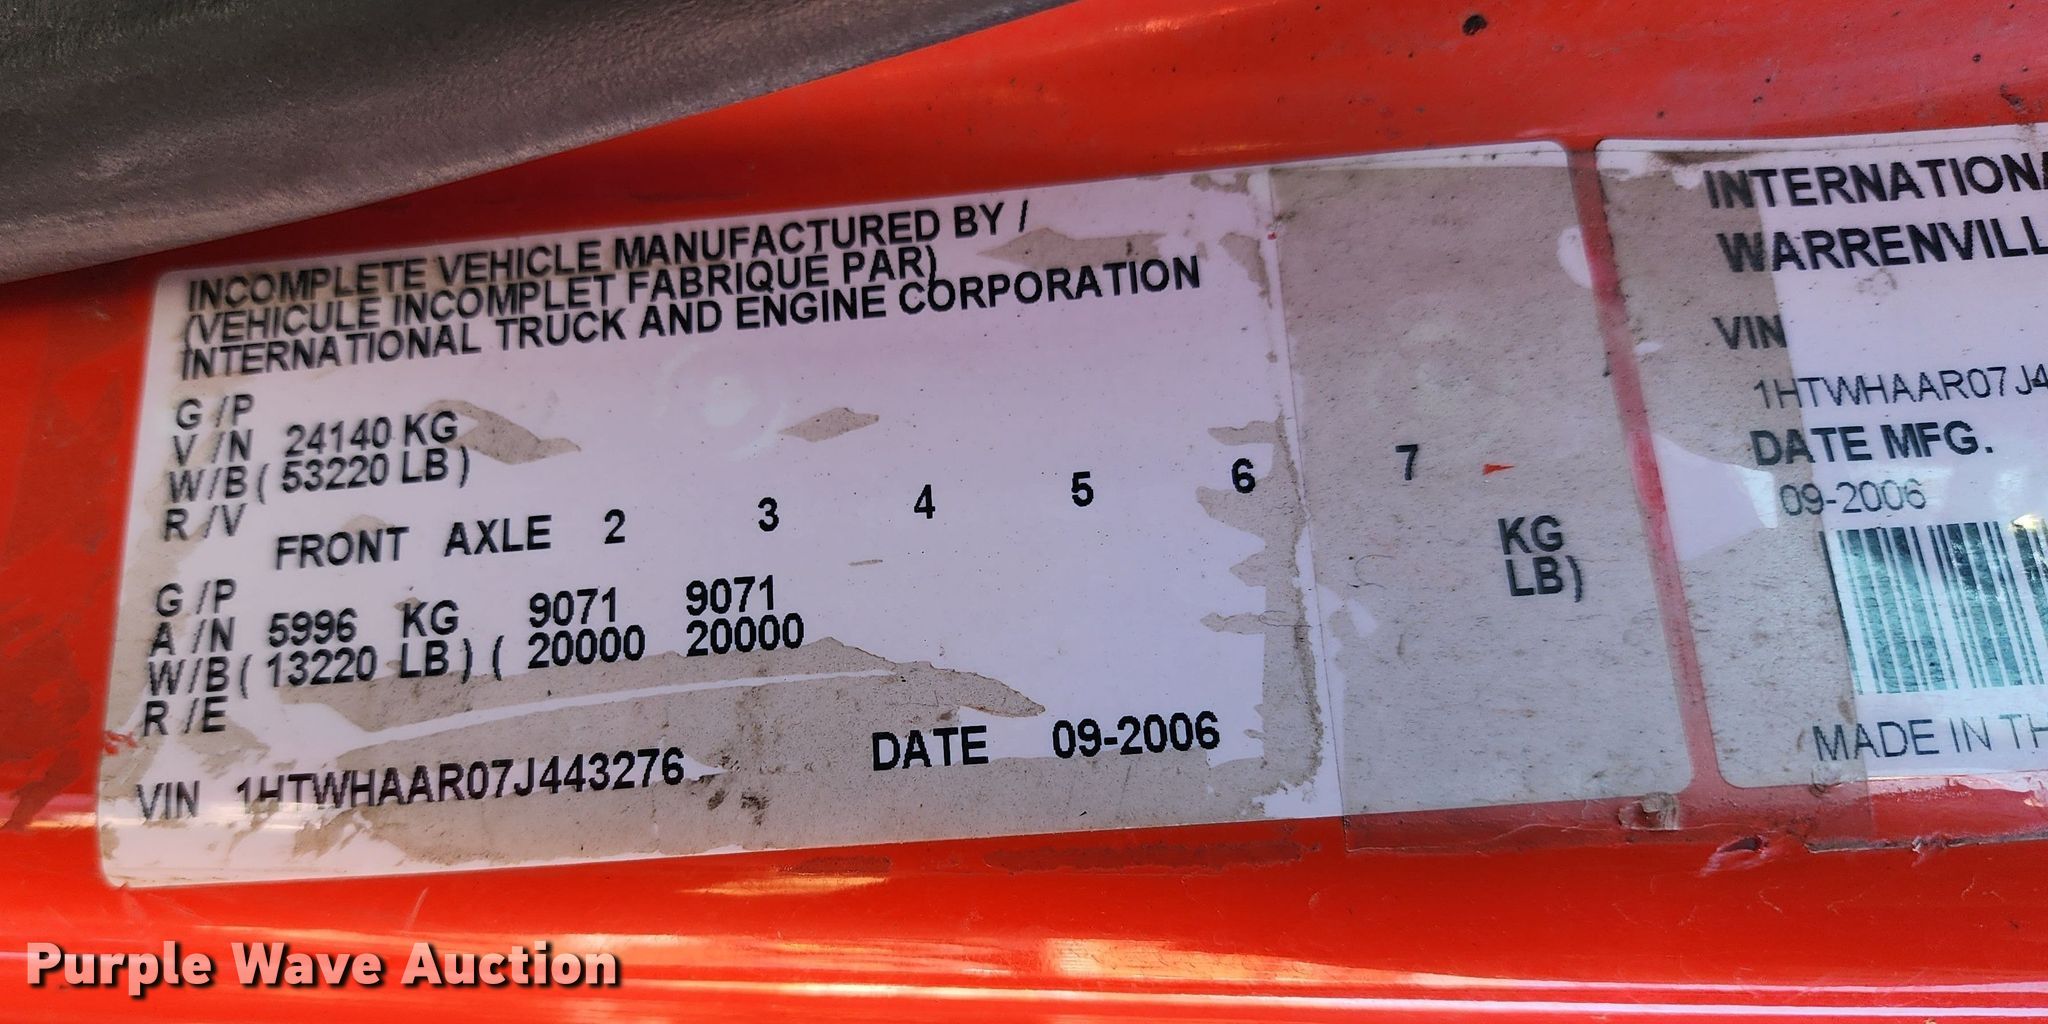 INCOMPLETE VEHICLE MANUFACTURED BY /
(VEHICULE INCOMPLET FABRIQUE PAR)
INTERNATIONAL TRUCK AND ENGINE CORPORATION
G /P
V /N 24140 KG
W/B ( 53220 LB )
R /V
FRONT AXLE 2 3 4 5 6 7
G /P
A /N 5996 KG 9071 9071 KG
W/B ( 13220 LB ) ( 20000 20000 LB)
R /E
VIN 1HTWHAAR07J443276 DATE 09-2006
INTERNATIONA
WARRENVILL
VIN
1HTWHAAR07J4
DATE MFG.
09-2006
MADE IN TH
Purple Wave Auction